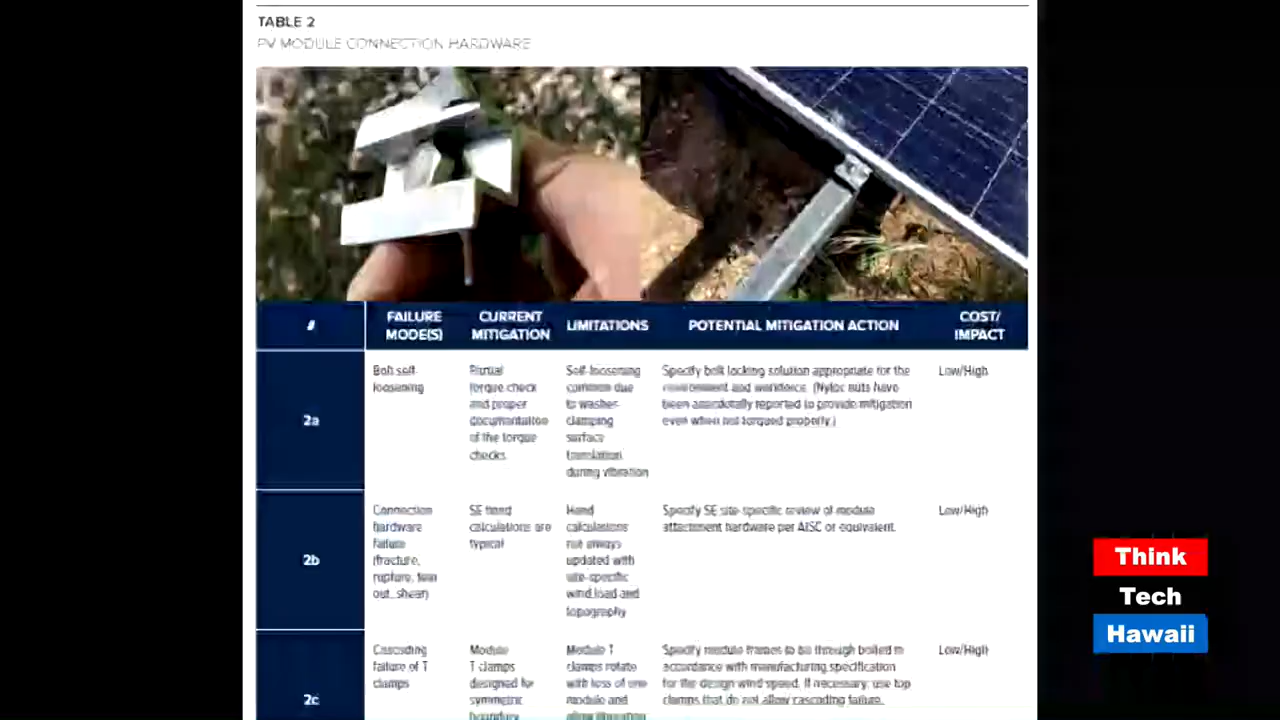 TABLE 2
PV MODULE CONNECTION HARDWARE
# FAILURE MODE(S) CURRENT MITIGATION LIMITATIONS POTENTIAL MITIGATION ACTION COST/ IMPACT
2a
Bolt self-
loosening
Partial
torque check
and proper
documentation
of the torque
checks.
Self-loosening
common due
to washer-
clamping
surface
translation
during vibration
Specify bolt locking solution appropriate for the
environment and workforce. (Nyloc nuts have
been anecdotally reported to provide mitigation
even when not torqued properly.)
Low/High
2b
Connection
hardware
failure
(fracture,
rupture, tear
out, shear)
SE hand
calculations are
typical
Hand
calculations
not always
updated with
site-specific
wind load and
topography
Specify SE site-specific review of module
attachment hardware per AISC or equivalent.
Low/High
2c
Cascading
failure of T
clamps
Module
T clamps
designed for
symmetric
boundary
Module T
clamps rotate
with loss of one
module and
allow liberation
Specify module frames to be through bolted in
accordance with manufacturing specification
for the design wind speed. If necessary, use top
clamps that do not allow cascading failure.
Low/High
Think
Tech
Hawaii